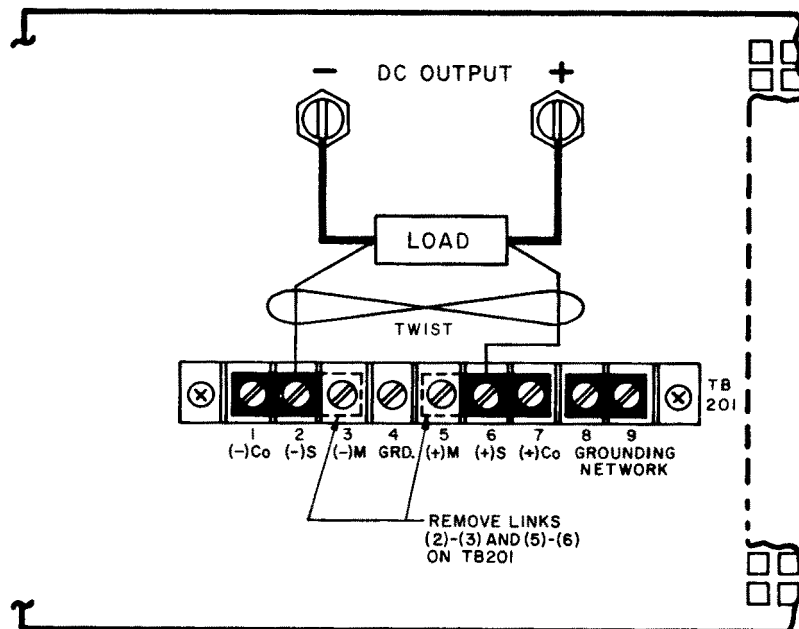 − DC OUTPUT +
LOAD
TWIST
TB
201
1 2 3 4 5 6 7 8 9
(−)Co (−)S (−)M GRD. (+)M (+)S (+)Co GROUNDING
NETWORK
REMOVE LINKS
(2)-(3) AND (5)-(6)
ON TB201